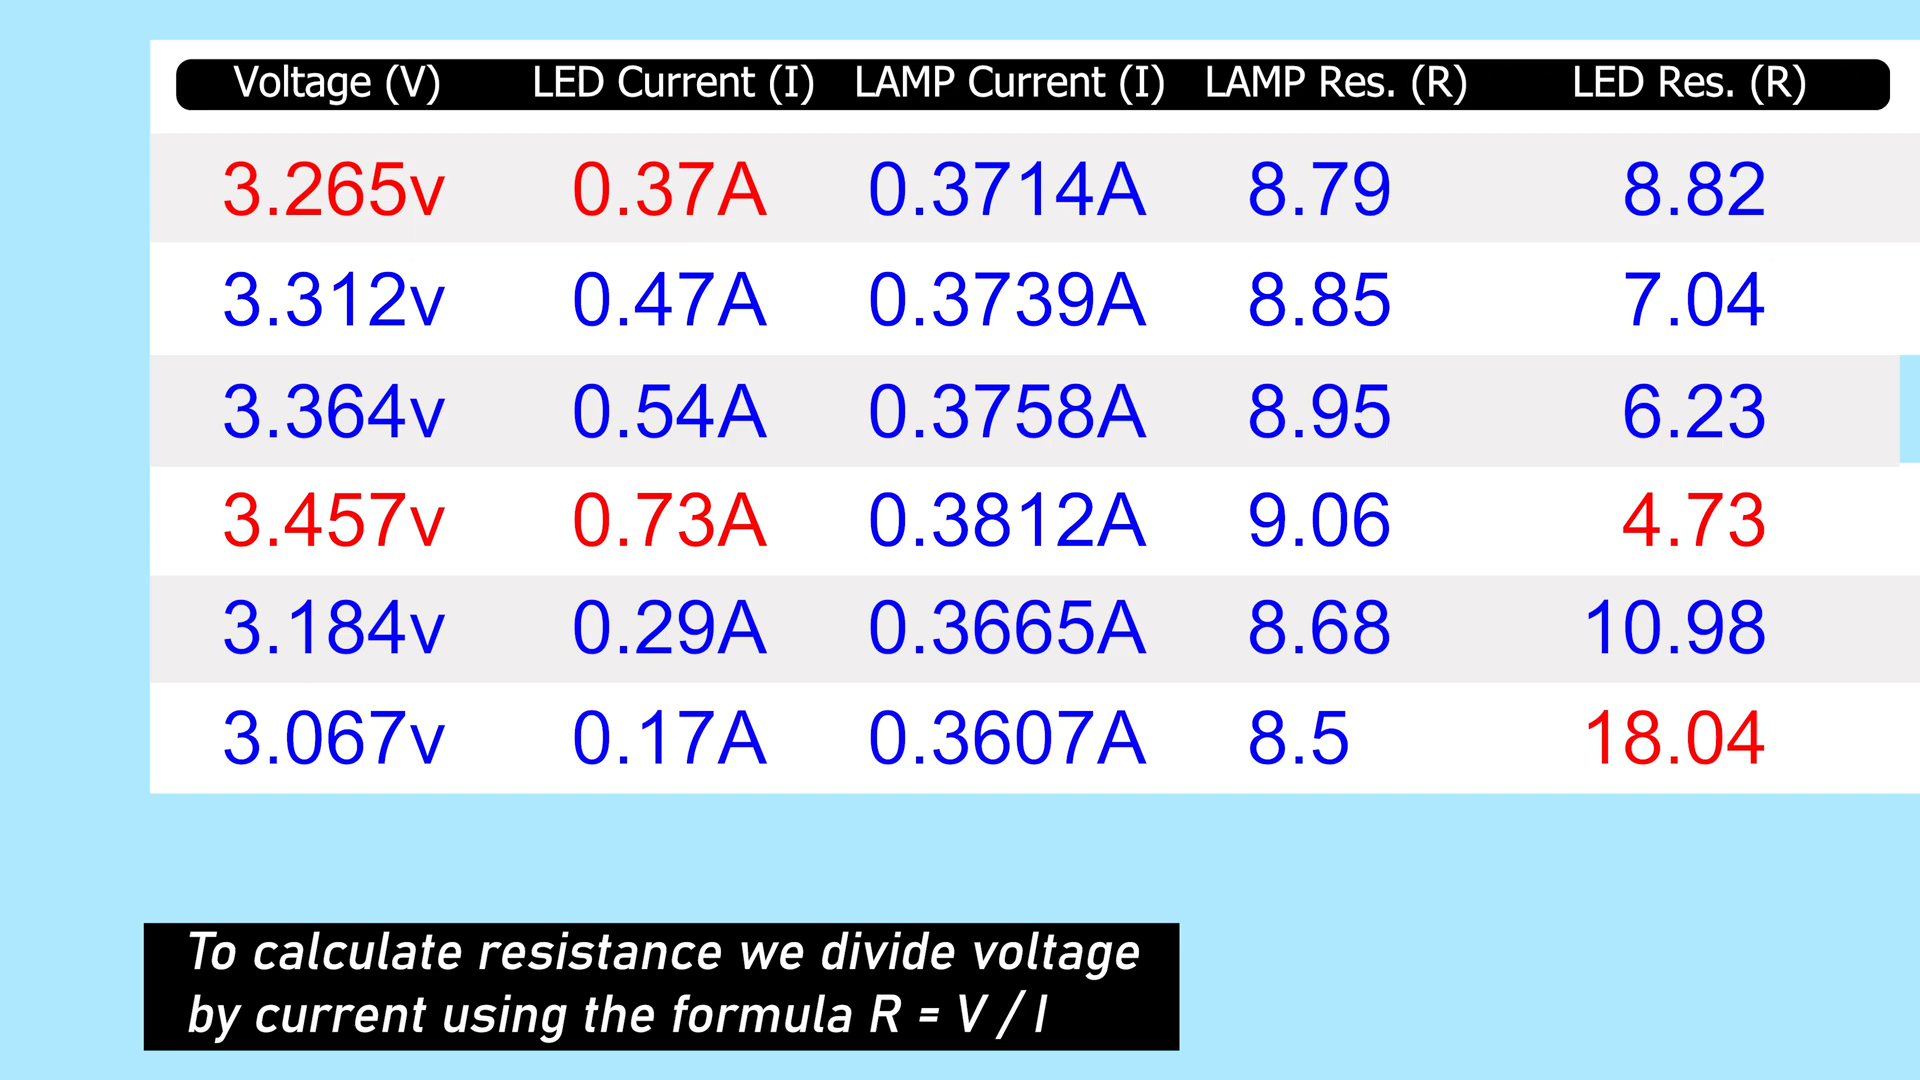 Voltage (V) LED Current (I) LAMP Current (I) LAMP Res. (R) LED Res. (R)
3.265v 0.37A 0.3714A 8.79 8.82
3.312v 0.47A 0.3739A 8.85 7.04
3.364v 0.54A 0.3758A 8.95 6.23
3.457v 0.73A 0.3812A 9.06 4.73
3.184v 0.29A 0.3665A 8.68 10.98
3.067v 0.17A 0.3607A 8.5 18.04
To calculate resistance we divide voltage
by current using the formula R = V / I